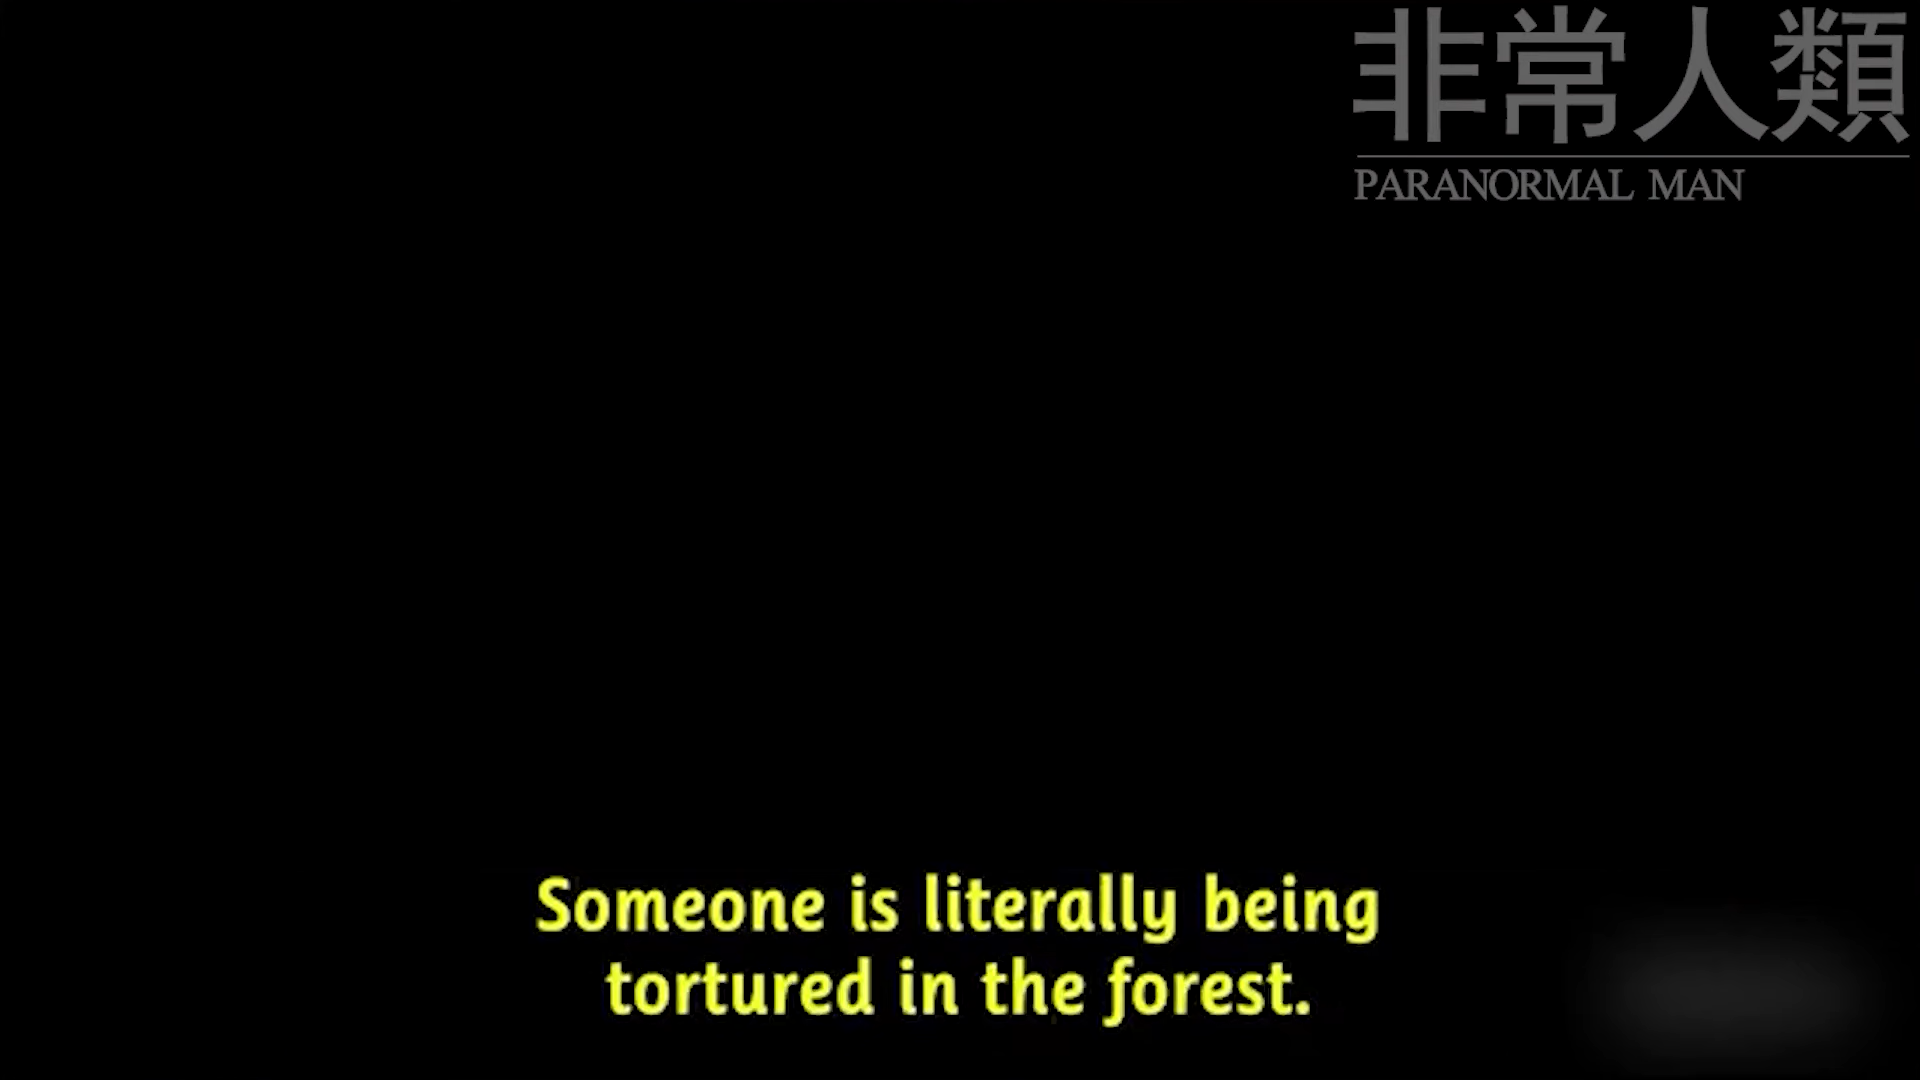 非常人類
PARANORMAL MAN
Someone is literally being
tortured in the forest.